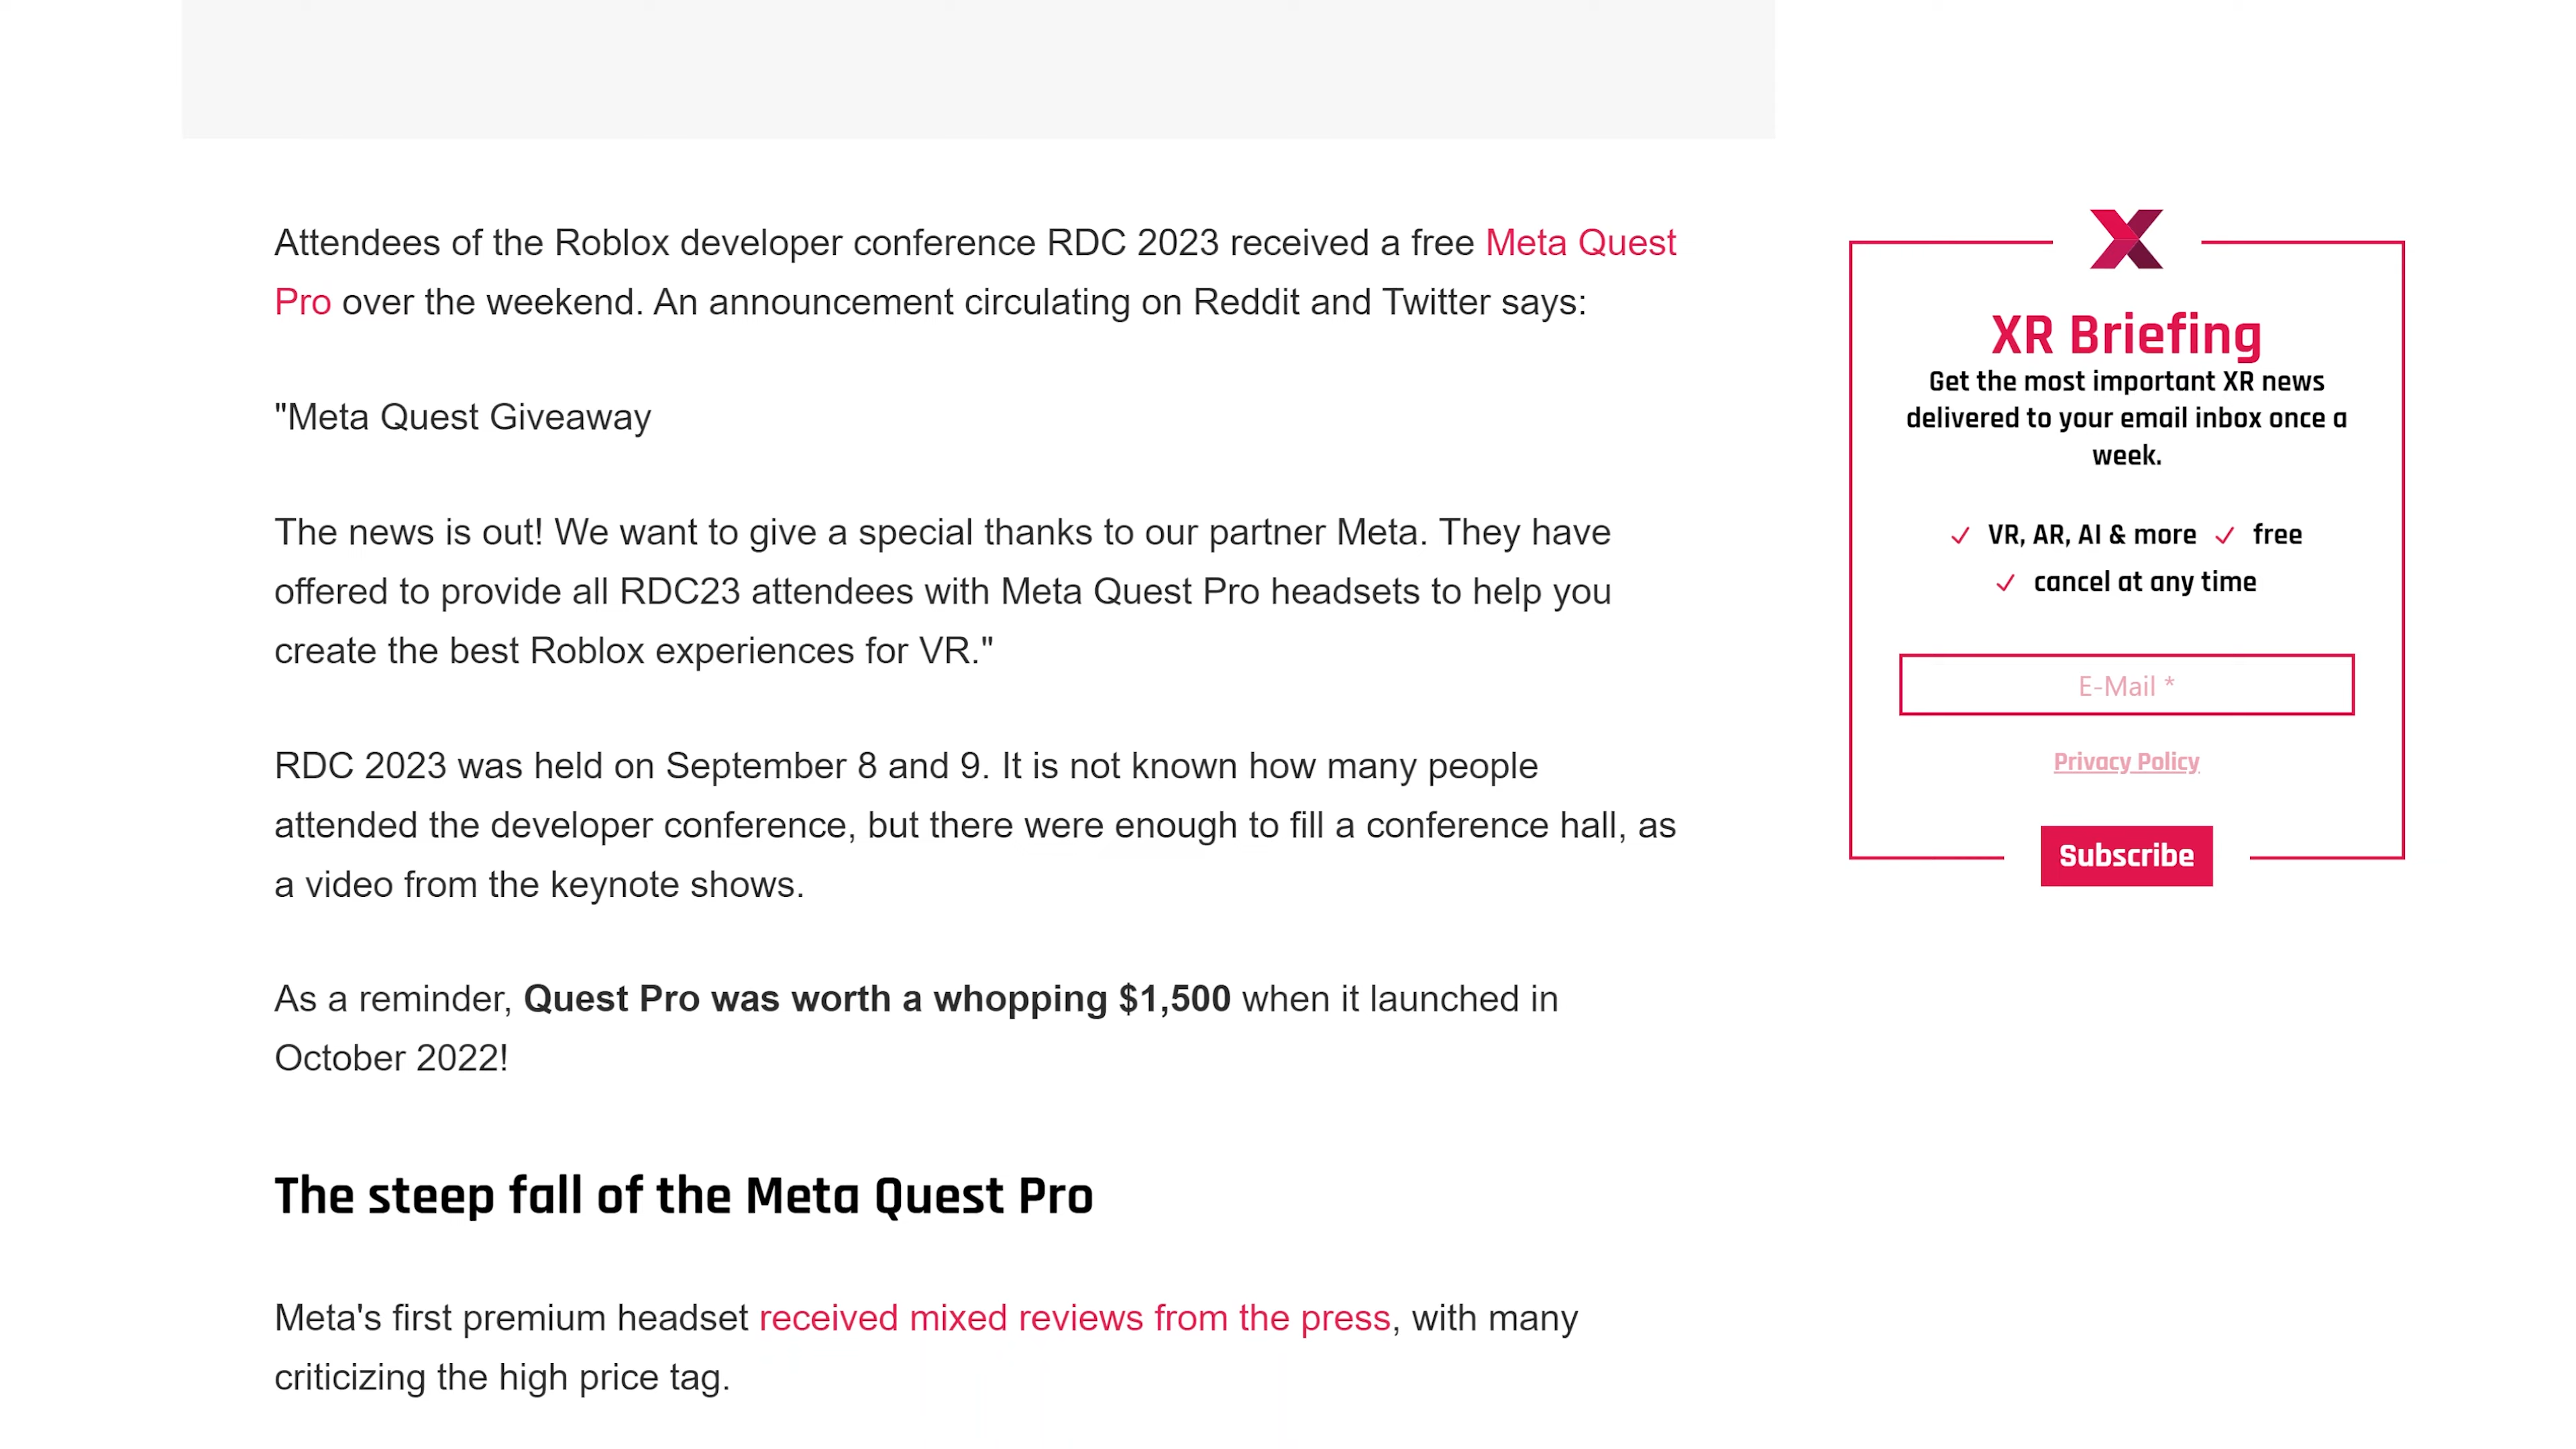 Attendees of the Roblox developer conference RDC 2023 received a free Meta Quest
Pro over the weekend. An announcement circulating on Reddit and Twitter says:
"Meta Quest Giveaway
The news is out! We want to give a special thanks to our partner Meta. They have
offered to provide all RDC23 attendees with Meta Quest Pro headsets to help you
create the best Roblox experiences for VR."
RDC 2023 was held on September 8 and 9. It is not known how many people
attended the developer conference, but there were enough to fill a conference hall, as
a video from the keynote shows.
As a reminder, Quest Pro was worth a whopping $1,500 when it launched in
October 2022!
The steep fall of the Meta Quest Pro
Meta's first premium headset received mixed reviews from the press, with many
criticizing the high price tag.
XR Briefing
Get the most important XR news
delivered to your email inbox once a
week.
✓ VR, AR, AI & more ✓ free
✓ cancel at any time
E-Mail *
Privacy Policy
Subscribe